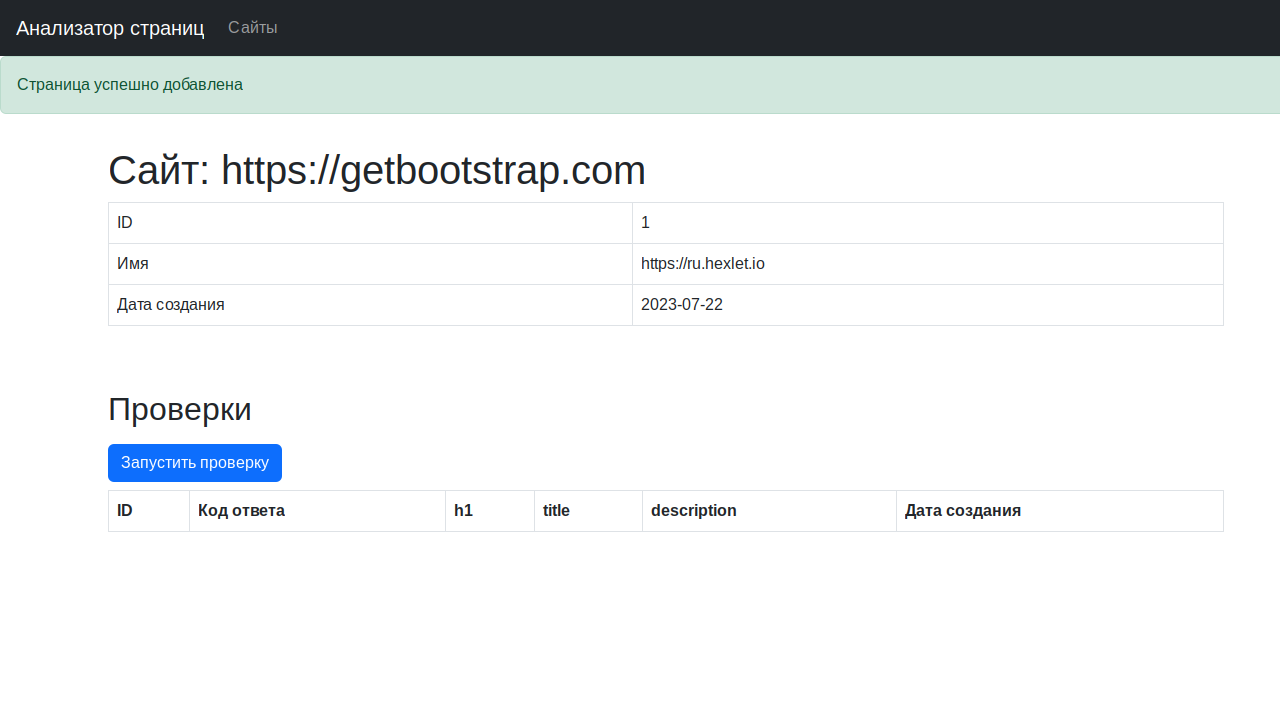 Анализатор страниц Сайты
Страница успешно добавлена
Сайт: https://getbootstrap.com
ID 1
Имя https://ru.hexlet.io
Дата создания 2023-07-22
Проверки
Запустить проверку
ID Код ответа h1 title description Дата создания